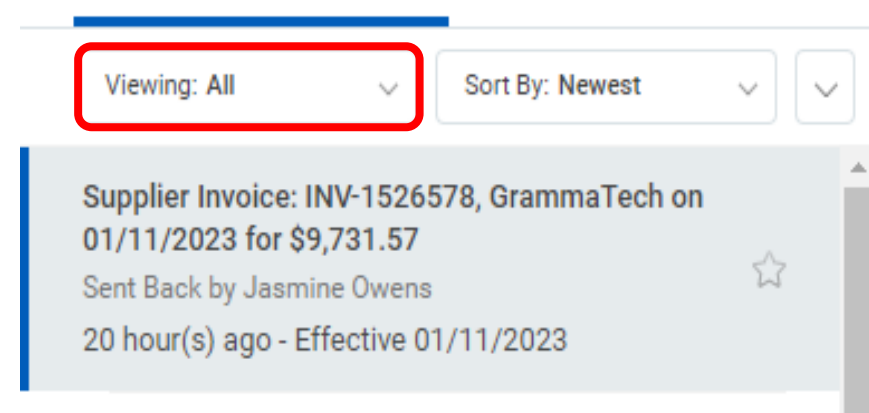 Viewing: All
Sort By: Newest
Supplier Invoice: INV-1526578, GrammaTech on
01/11/2023 for $9,731.57
Sent Back by Jasmine Owens
20 hour(s) ago - Effective 01/11/2023